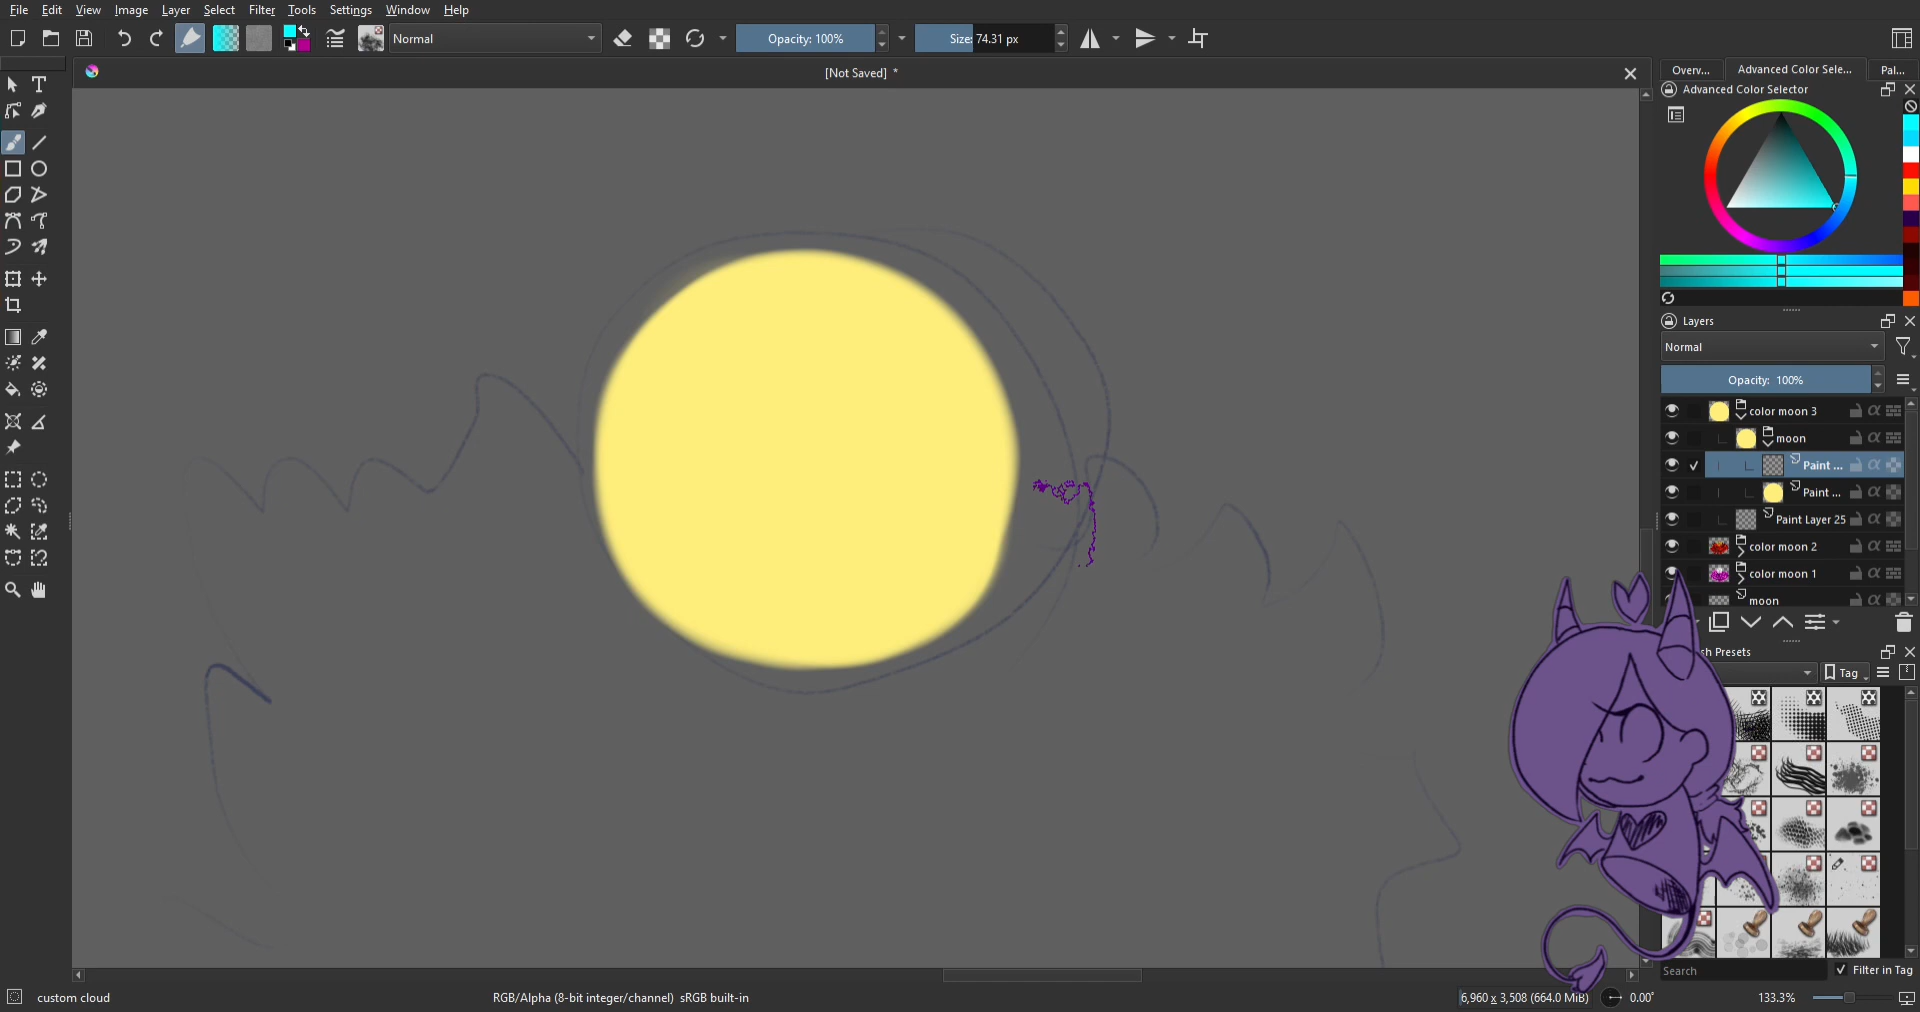 File Edit View Image Layer Select Filter Tools Settings Window Help
Normal
Opacity: 100%
Size: 74.31 px
[Not Saved] *
Overv...
Advanced Color Sele...
Pal...
Advanced Color Selector
Layers
Normal
Opacity: 100%
color moon 3
moon
Paint ...
Paint ...
Paint Layer 25
color moon 2
color moon 1
moon
sh Presets
Tag
Search
Filter in Tag
custom cloud
RGB/Alpha (8-bit integer/channel) sRGB built-in
6,960 x 3,508 (664.0 MiB)
0.00°
133.3%